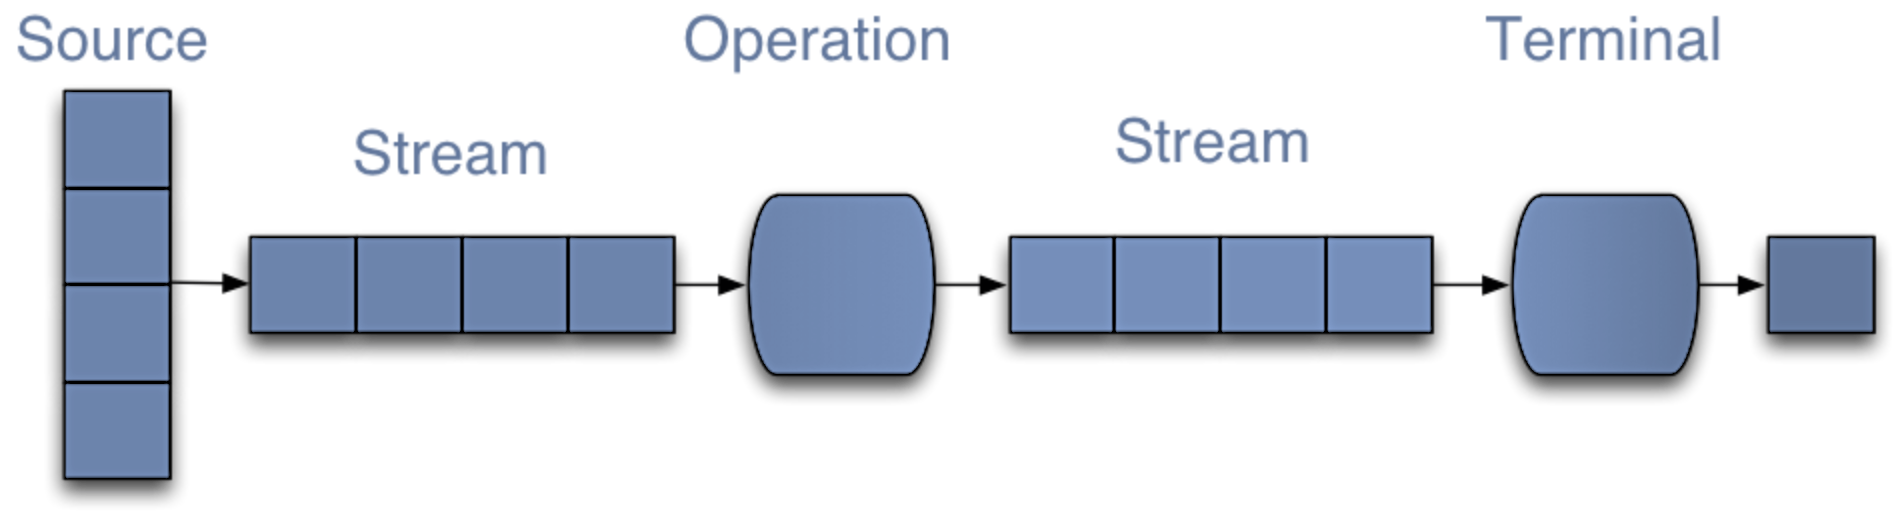 Source
Operation
Terminal
Stream
Stream